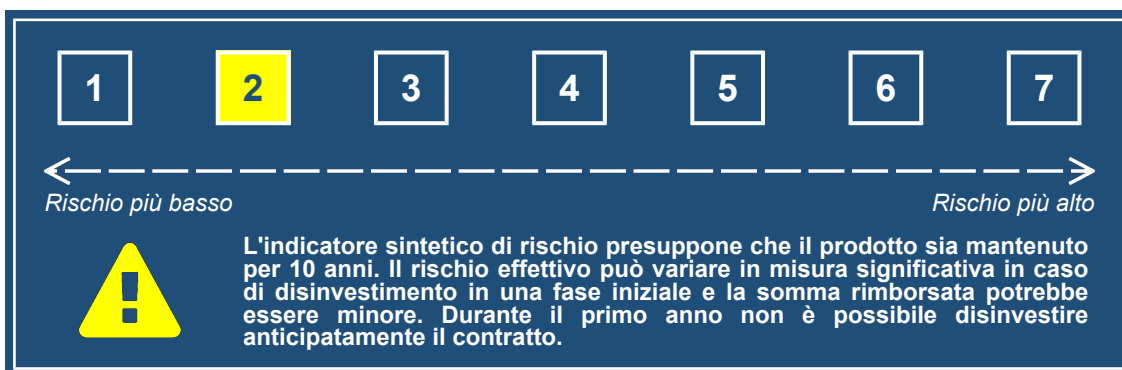 1 2 3 4 5 6 7
Rischio più basso Rischio più alto
L'indicatore sintetico di rischio presuppone che il prodotto sia mantenuto
per 10 anni. Il rischio effettivo può variare in misura significativa in caso
di disinvestimento in una fase iniziale e la somma rimborsata potrebbe
essere minore. Durante il primo anno non è possibile disinvestire
anticipatamente il contratto.